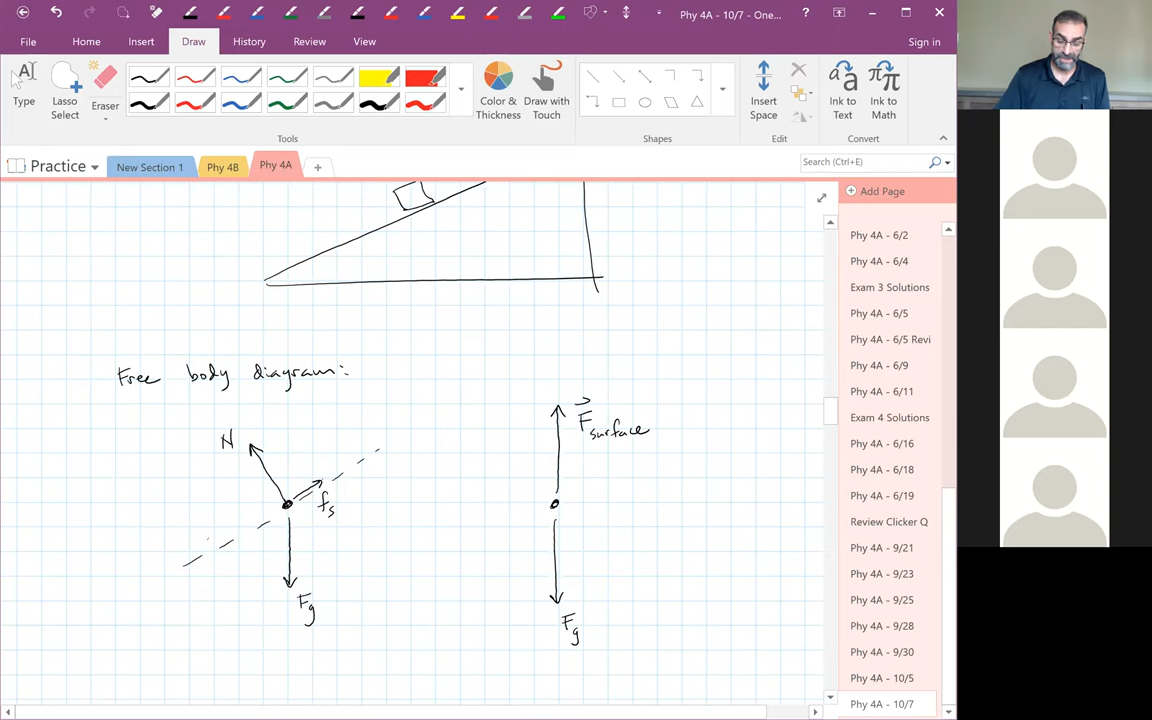 Phy 4A - 10/7 - One...
?
Sign in
File
Home
Insert
Draw
History
Review
View
Type
Lasso Select
Eraser
Color & Thickness
Draw with Touch
Insert Space
Ink to Text
Ink to Math
Tools
Shapes
Edit
Convert
Practice
New Section 1
Phy 4B
Phy 4A
+
Search (Ctrl+E)
Add Page
Phy 4A - 6/2
Phy 4A - 6/4
Exam 3 Solutions
Phy 4A - 6/5
Phy 4A - 6/5 Revi
Phy 4A - 6/9
Phy 4A - 6/11
Exam 4 Solutions
Phy 4A - 6/16
Phy 4A - 6/18
Phy 4A - 6/19
Review Clicker Q
Phy 4A - 9/21
Phy 4A - 9/23
Phy 4A - 9/25
Phy 4A - 9/28
Phy 4A - 9/30
Phy 4A - 10/5
Phy 4A - 10/7
Free body diagram:
N
fs
Fg
F surface
Fg